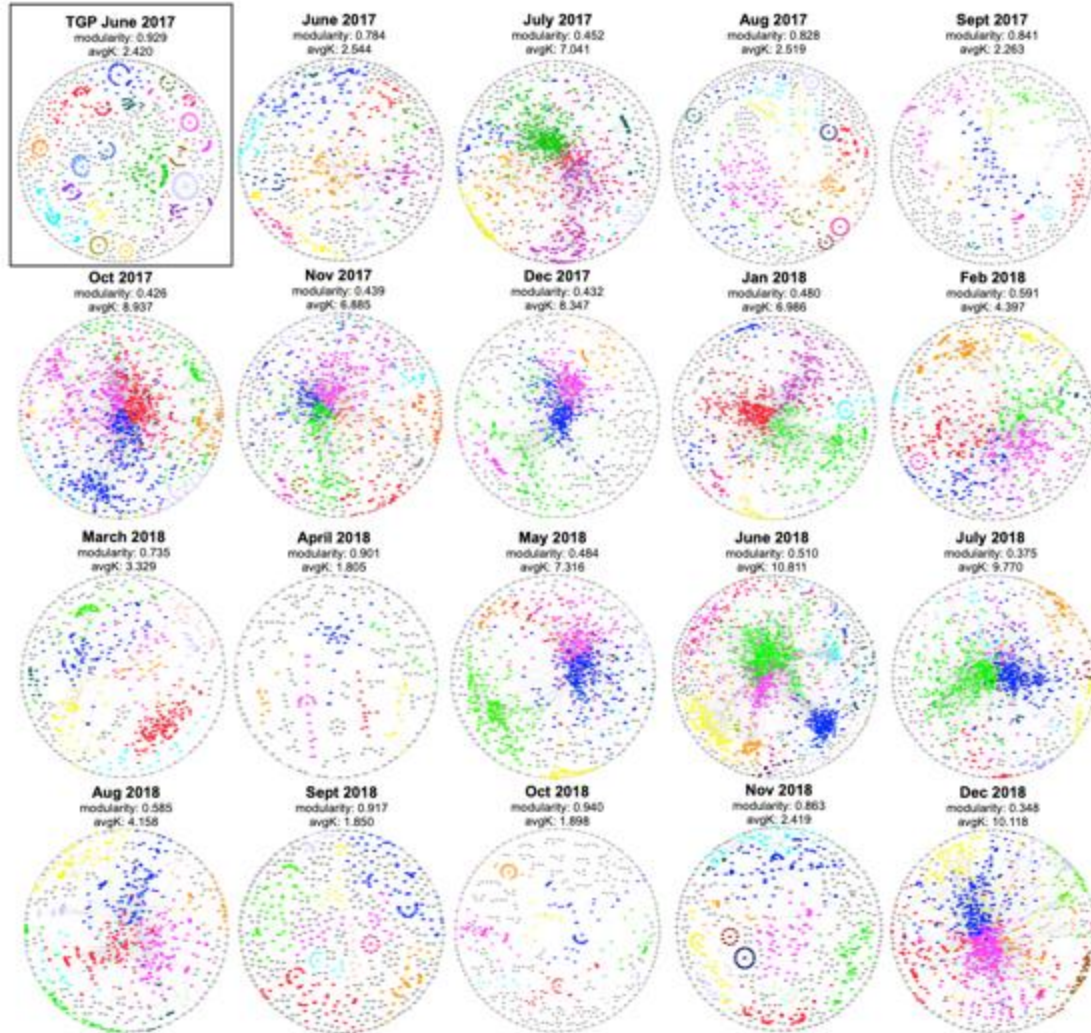 TGP June 2017
modularity: 0.929
avgK: 2.420
June 2017
modularity: 0.784
avgK: 2.544
July 2017
modularity: 0.452
avgK: 7.041
Aug 2017
modularity: 0.828
avgK: 2.519
Sept 2017
modularity: 0.841
avgK: 2.263
Oct 2017
modularity: 0.426
avgK: 8.937
Nov 2017
modularity: 0.439
avgK: 6.885
Dec 2017
modularity: 0.432
avgK: 8.347
Jan 2018
modularity: 0.480
avgK: 6.986
Feb 2018
modularity: 0.591
avgK: 4.397
March 2018
modularity: 0.735
avgK: 3.329
April 2018
modularity: 0.901
avgK: 1.805
May 2018
modularity: 0.484
avgK: 7.316
June 2018
modularity: 0.510
avgK: 10.811
July 2018
modularity: 0.375
avgK: 9.770
Aug 2018
modularity: 0.585
avgK: 4.158
Sept 2018
modularity: 0.917
avgK: 1.850
Oct 2018
modularity: 0.940
avgK: 1.898
Nov 2018
modularity: 0.863
avgK: 2.419
Dec 2018
modularity: 0.348
avgK: 10.118